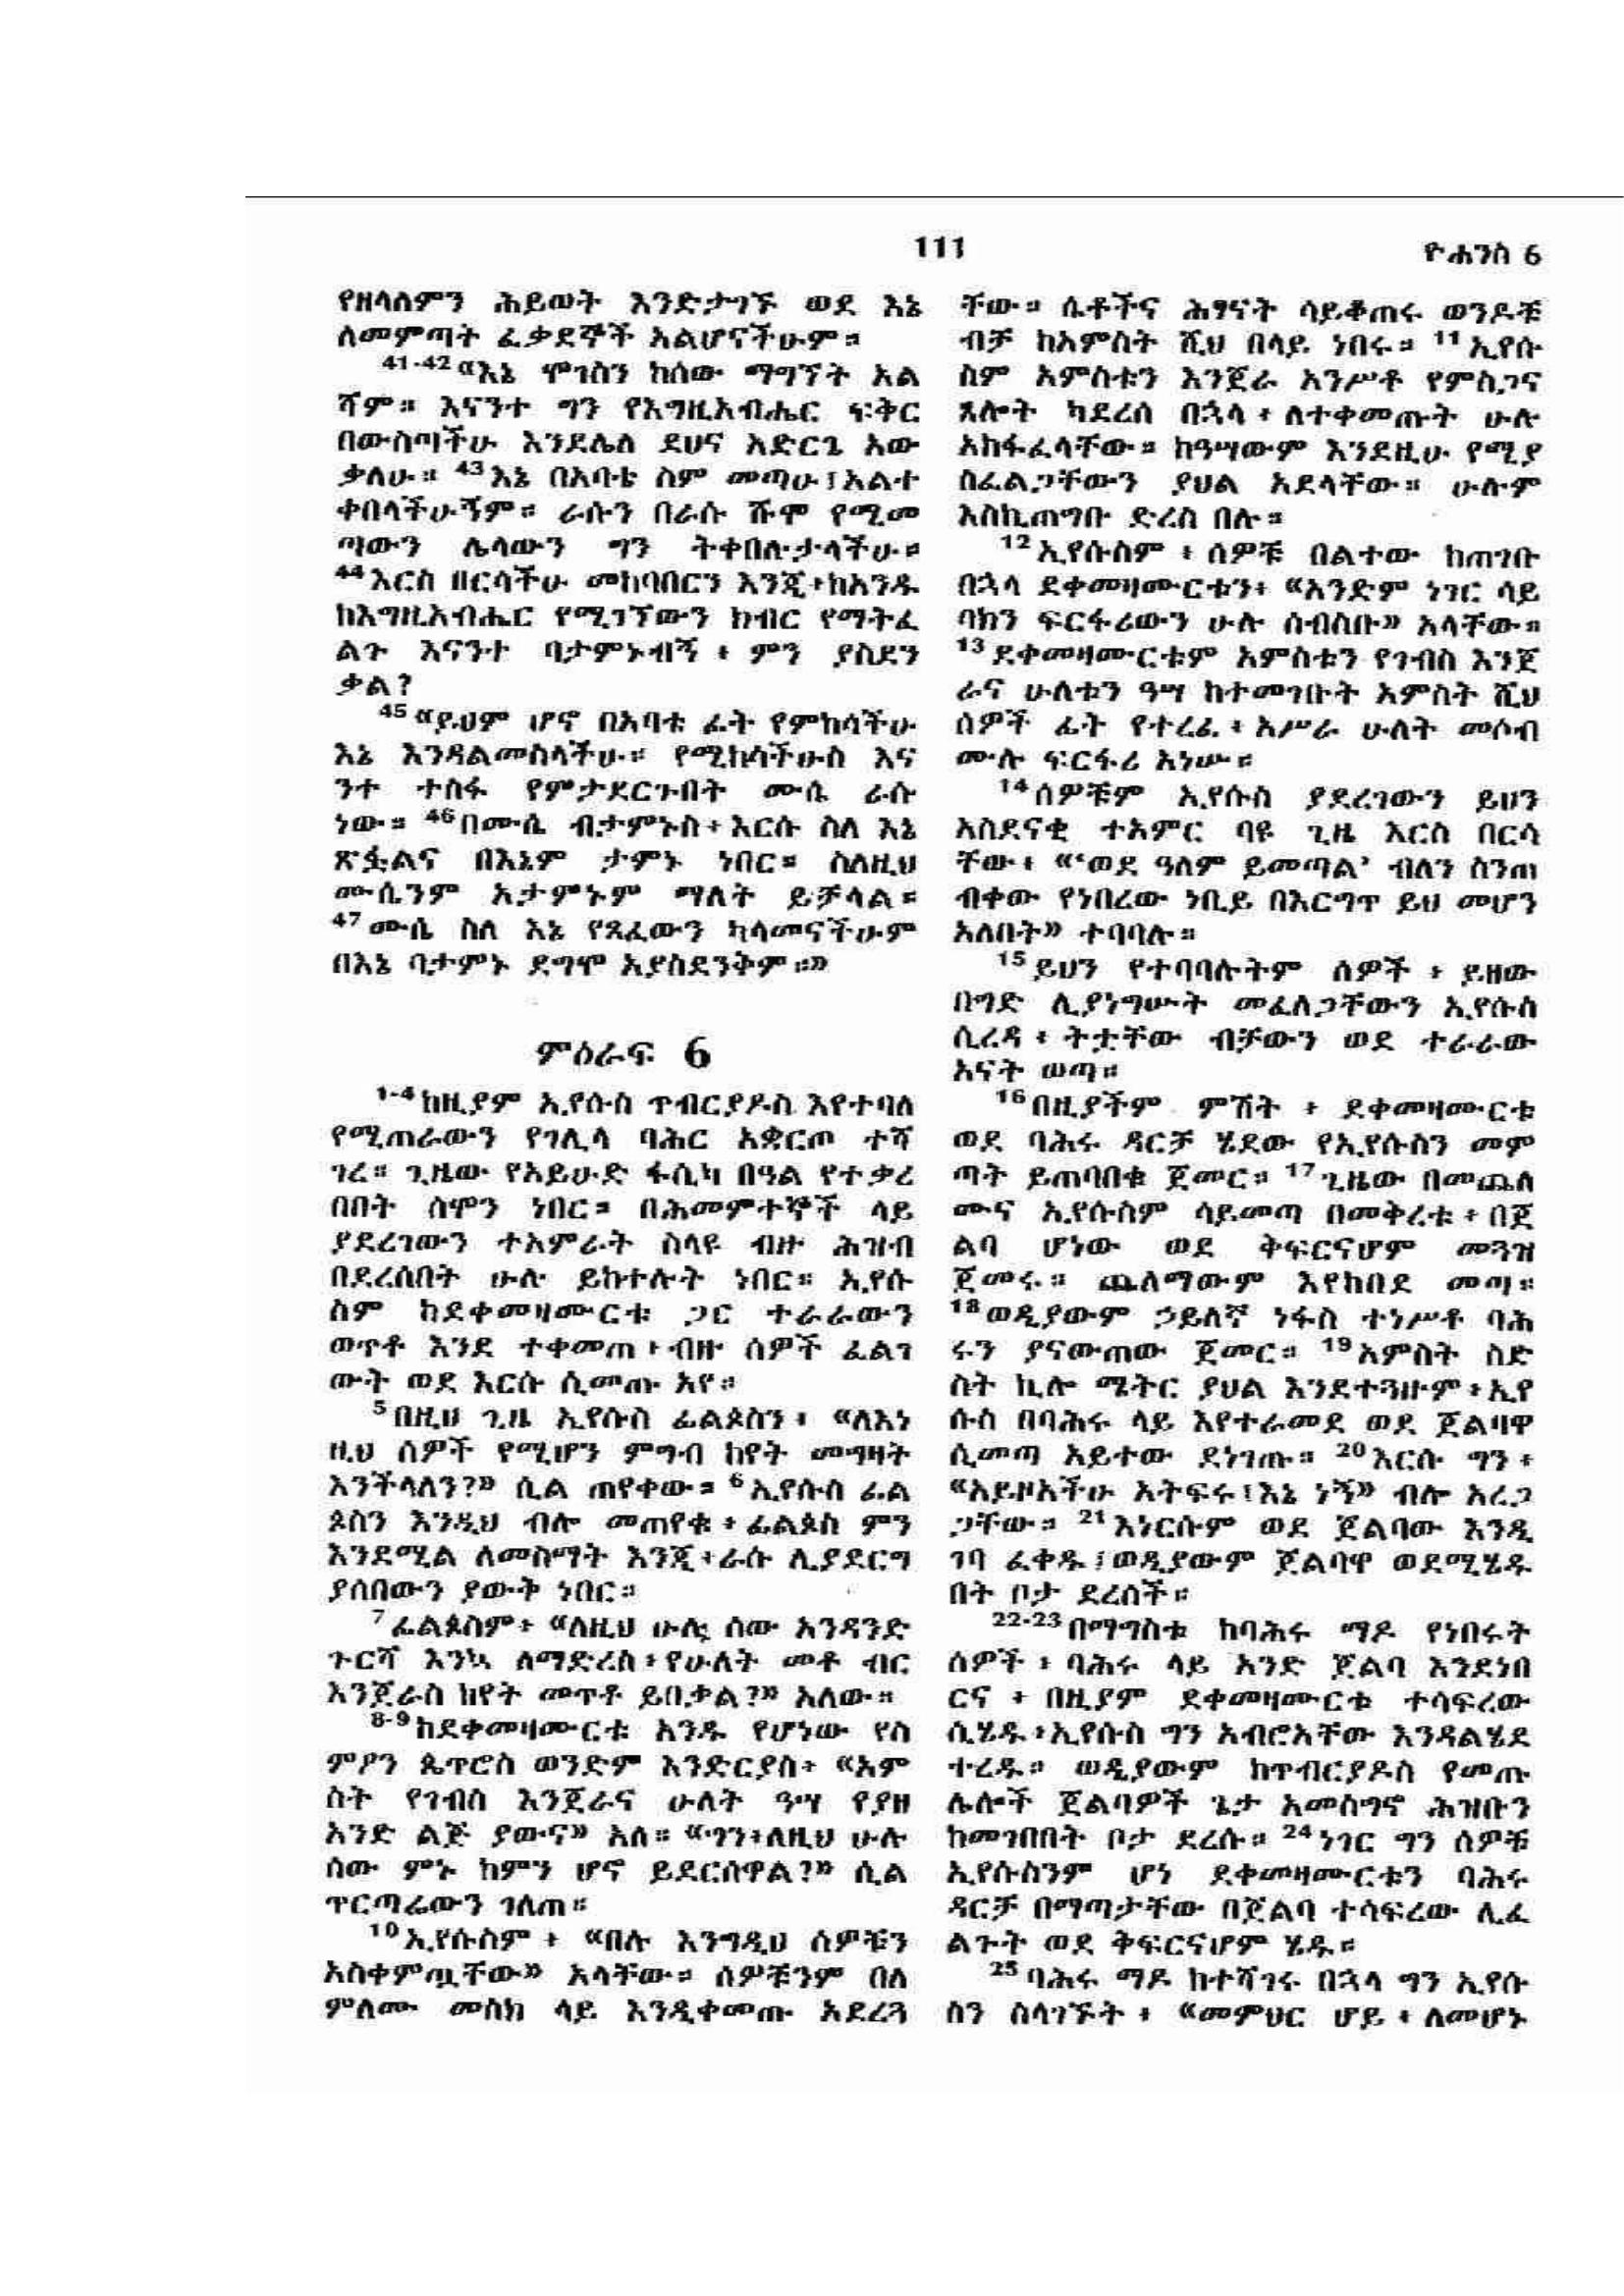 111
ዮሐንስ 6
የዘላለምን ሕይወት እንድታገኙ ወደ እኔ
ለመምጣት ፈቃደኞች አልሆናችሁም።
41-42 «እኔ ሞገስን ከሰው ማግኘት አል
ሻም። እናንተ ግን የእግዚአብሔር ፍቅር
በውስጣችሁ እንደሌለ ደህና አድርጌ አው
ቃለሁ። 43 እኔ በአባቴ ስም መጣሁ፤አልተ
ቀበላችሁኝም። ራሱን በራሱ ሹሞ የሚመ
ጣውን ሌላውን ግን ትቀበሉታላችሁ።
44 እርስ በርሳችሁ መከባበርን እንጂ፥ከአንዱ
ከእግዚአብሔር የሚገኘውን ክብር የማትፈ
ልጉ እናንተ ባታምኑብኝ ፥ ምን ያስደን
ቃል?
45 «ይህም ሆኖ በአባቱ ፊት የምከሳችሁ
እኔ እንዳልመስላችሁ። የሚከሳችሁስ እና
ንተ ተስፋ የምታደርጉበት ሙሴ ራሱ
ነው። 46 በሙሴ ብታምኑስ፥እርሱ ስለ እኔ
ጽፏልና በእኔም ታምኑ ነበር። ስለዚህ
ሙሴንም አታምኑም ማለት ይቻላል።
47 ሙሴ ስለ እኔ የጻፈውን ካላመናችሁም
በእኔ ባታምኑ ደግሞ አያስደንቅም።»
ምዕራፍ 6
1-4 ከዚያም ኢየሱስ ጥብርያዶስ እየተባለ
የሚጠራውን የገሊላ ባሕር አቋርጦ ተሻ
ገረ። ጊዜው የአይሁድ ፋሲካ በዓል የተቃረ
በበት ሰሞን ነበር። በሕመምተኞች ላይ
ያደረገውን ተአምራት ስላዩ ብዙ ሕዝብ
በደረሰበት ሁሉ ይከተሉት ነበር። ኢየሱ
ስም ከደቀመዛሙርቱ ጋር ተራራውን
ወጥቶ እንደ ተቀመጠ፥ብዙ ሰዎች ፈልገ
ውት ወደ እርሱ ሲመጡ አየ።
5 በዚህ ጊዜ ኢየሱስ ፊልጶስን፥ «ለእነ
ዚህ ሰዎች የሚሆን ምግብ ከየት መግዛት
እንችላለን?» ሲል ጠየቀው። 6 ኢየሱስ ፊል
ጶስን እንዲህ ብሎ መጠየቁ፥ፊልጶስ ምን
እንደሚል ለመስማት እንጂ፥ራሱ ሊያደርግ
ያሰበውን ያውቅ ነበር።
7 ፊልጶስም፥ «ለዚህ ሁሉ ሰው አንዳንድ
ጉርሻ እንኳ ለማድረስ፥የሁለት መቶ ብር
እንጀራስ ከየት መጥቶ ይበቃል?» አለው።
8-9 ከደቀመዛሙርቱ አንዱ የሆነው የስ
ምዖን ጴጥሮስ ወንድም እንድርያስ፥ «አም
ስት የገብስ እንጀራና ሁለት ዓሣ የያዘ
አንድ ልጅ ያውና» አለ። «ግን፥ለዚህ ሁሉ
ሰው ምኑ ከምን ሆኖ ይደርሰዋል?» ሲል
ጥርጣሬውን ገለጠ።
10 ኢየሱስም ፥ «በሉ እንግዲህ ሰዎቹን
አስቀምጧቸው» አላቸው። ሰዎቹንም በለ
ምለሙ መስክ ላይ እንዲቀመጡ አደረጓ
ቸው። ሴቶችና ሕፃናት ሳይቆጠሩ ወንዶቹ
ብቻ ከአምስት ሺህ በላይ ነበሩ። 11 ኢየሱ
ስም አምስቱን እንጀራ አንሥቶ የምስጋና
ጸሎት ካደረሰ በኋላ፥ ለተቀመጡት ሁሉ
አከፋፈላቸው። ከዓሣውም እንደዚሁ የሚያ
ስፈልጋቸውን ያህል አደላቸው። ሁሉም
እስኪጠግቡ ድረስ በሉ።
12 ኢየሱስም ፥ ሰዎቹ በልተው ከጠገቡ
በኋላ ደቀመዛሙርቱን፥ «አንድም ነገር ሳይ
ባክን ፍርፋሪውን ሁሉ ሰብስቡ» አላቸው።
13 ደቀመዛሙርቱም አምስቱን የገብስ እንጀ
ራና ሁለቱን ዓሣ ከተመገቡት አምስት ሺህ
ሰዎች ፊት የተረፈ፥ አሥራ ሁለት መሶብ
ሙሉ ፍርፋሪ አነሡ።
14 ሰዎቹም ኢየሱስ ያደረገውን ይህን
አስደናቂ ተአምር ባዩ ጊዜ እርስ በርሳ
ቸው፥ «‘ወደ ዓለም ይመጣል’ ብለን ስንጠ
ብቀው የነበረው ነቢይ በእርግጥ ይህ መሆን
አለበት» ተባባሉ።
15 ይህን የተባባሉትም ሰዎች ፥ ይዘው
በግድ ሊያነግሡት መፈለጋቸውን ኢየሱስ
ሲረዳ ፥ ትቷቸው ብቻውን ወደ ተራራው
አናት ወጣ።
16 በዚያችም ምሽት ፥ ደቀመዛሙርቱ
ወደ ባሕሩ ዳርቻ ሄደው የኢየሱስን መም
ጣት ይጠባበቁ ጀመር። 17 ጊዜው በመጨለ
ሙና ኢየሱስም ሳይመጣ በመቅረቱ፥በጀ
ልባ ሆነው ወደ ቅፍርናሆም መጓዝ
ጀመሩ። ጨለማውም እየከበደ መጣ።
18 ወዲያውም ኃይለኛ ነፋስ ተነሥቶ ባሕ
ሩን ያናውጠው ጀመር። 19 አምስት ስድ
ስት ኪሎ ሜትር ያህል እንደተጓዙም፥ኢየ
ሱስ በባሕሩ ላይ እየተራመደ ወደ ጀልባዋ
ሲመጣ አይተው ደነገጡ። 20 እርሱ ግን፥
«አይዞአችሁ አትፍሩ፤እኔ ነኝ» ብሎ አረጋ
ጋቸው። 21 እነርሱም ወደ ጀልባው እንዲ
ገባ ፈቀዱ፤ወዲያውም ጀልባዋ ወደሚሄዱ
በት ቦታ ደረሰች።
22-23 በማግስቱ ከባሕሩ ማዶ የነበሩት
ሰዎች ፥ ባሕሩ ላይ አንድ ጀልባ እንደነበ
ርና ፥ በዚያም ደቀመዛሙርቱ ተሳፍረው
ሲሄዱ፥ኢየሱስ ግን አብሮአቸው እንዳልሄደ
ተረዱ። ወዲያውም ከጥብርያዶስ የመጡ
ሌሎች ጀልባዎች ጌታ አመስግኖ ሕዝቡን
ከመገበበት ቦታ ደረሱ። 24 ነገር ግን ሰዎቹ
ኢየሱስንም ሆነ ደቀመዛሙርቱን ባሕሩ
ዳርቻ በማጣታቸው በጀልባ ተሳፍረው ሊፈ
ልጉት ወደ ቅፍርናሆም ሄዱ።
25 ባሕሩ ማዶ ከተሻገሩ በኋላ ግን ኢየሱ
ስን ስላገኙት ፥ «መምህር ሆይ ፥ ለመሆኑ